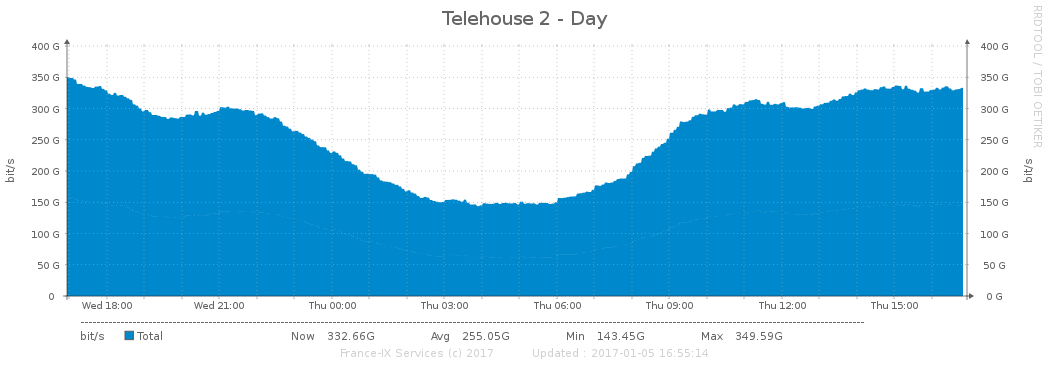 Telehouse 2 - Day
RRDTOOL / TOBI OETIKER
400 G 400 G
350 G 350 G
300 G 300 G
250 G 250 G
200 G 200 G
150 G 150 G
100 G 100 G
50 G 50 G
0 0 G
bit/s bit/s
Wed 18:00 Wed 21:00 Thu 00:00 Thu 03:00 Thu 06:00 Thu 09:00 Thu 12:00 Thu 15:00
bit/s Total Now 332.66G Avg 255.05G Min 143.45G Max 349.59G
France-IX Services (c) 2017 Updated : 2017-01-05 16:55:14